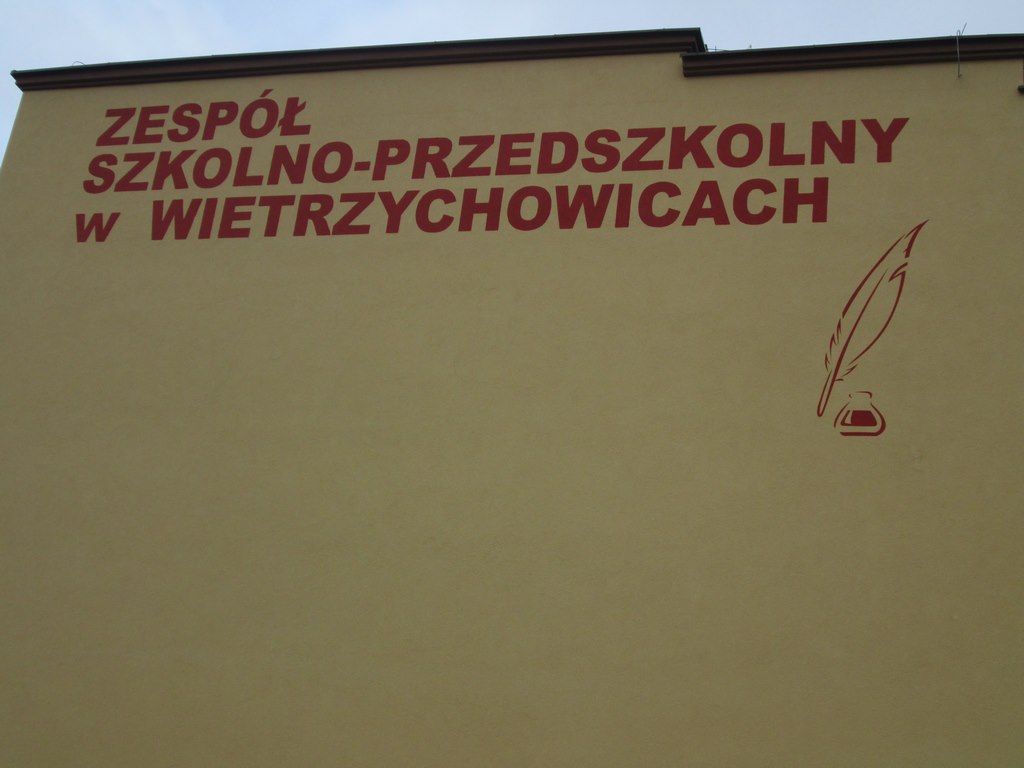 ZESPÓŁ
SZKOLNO-PRZEDSZKOLNY
w WIETRZYCHOWICACH